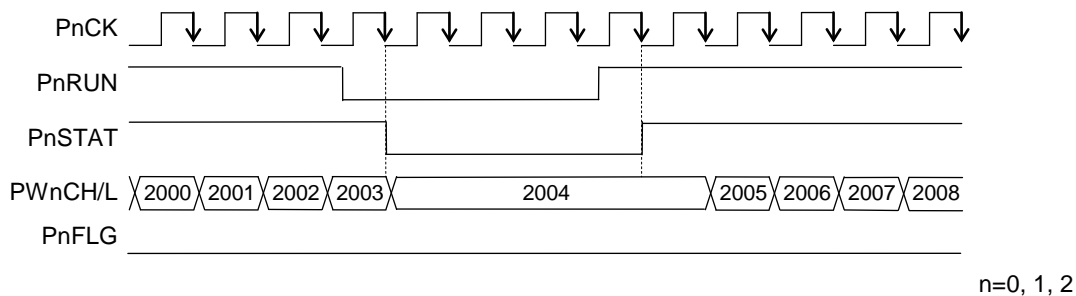 PnCK
PnRUN
PnSTAT
PWnCH/L 2000 2001 2002 2003 2004 2005 2006 2007 2008
PnFLG
n=0, 1, 2